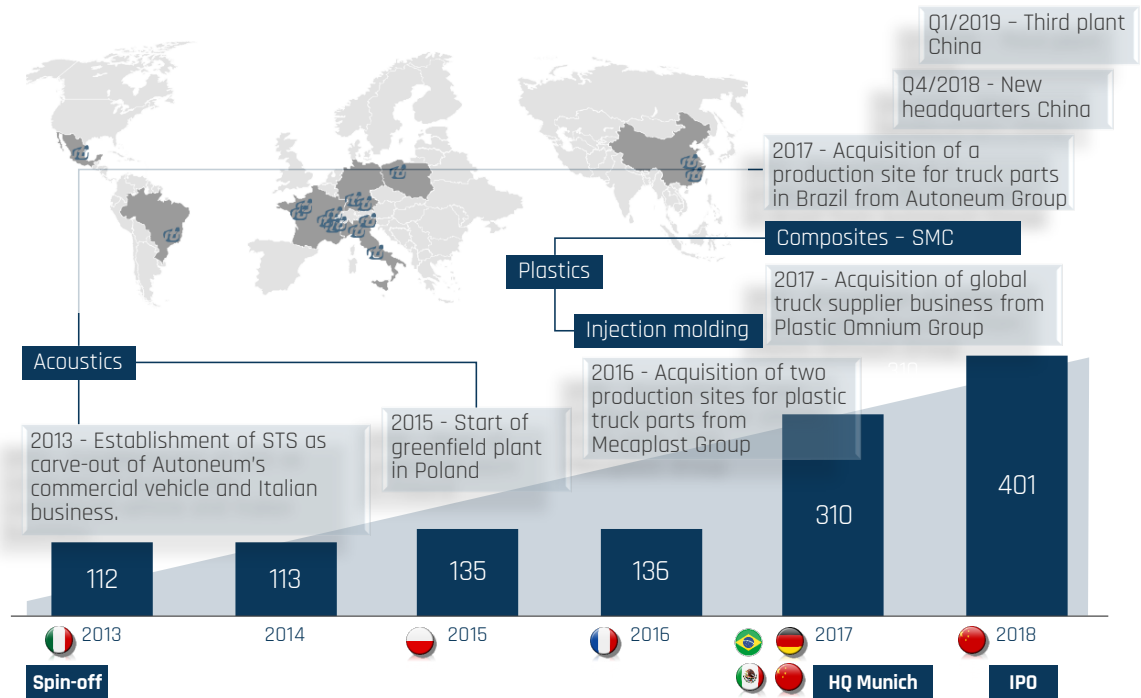 Q1/2019 – Third plant
China
Q4/2018 - New
headquarters China
2017 - Acquisition of a
production site for truck parts
in Brazil from Autoneum Group
Composites – SMC
Plastics
2017 - Acquisition of global
truck supplier business from
Plastic Omnium Group
Injection molding
Acoustics
2016 - Acquisition of two
production sites for plastic
truck parts from
Mecaplast Group
2015 - Start of
greenfield plant
in Poland
2013 - Establishment of STS as
carve-out of Autoneum's
commercial vehicle and Italian
business.
112
113
135
136
310
401
2013
2014
2015
2016
2017
2018
Spin-off
HQ Munich
IPO